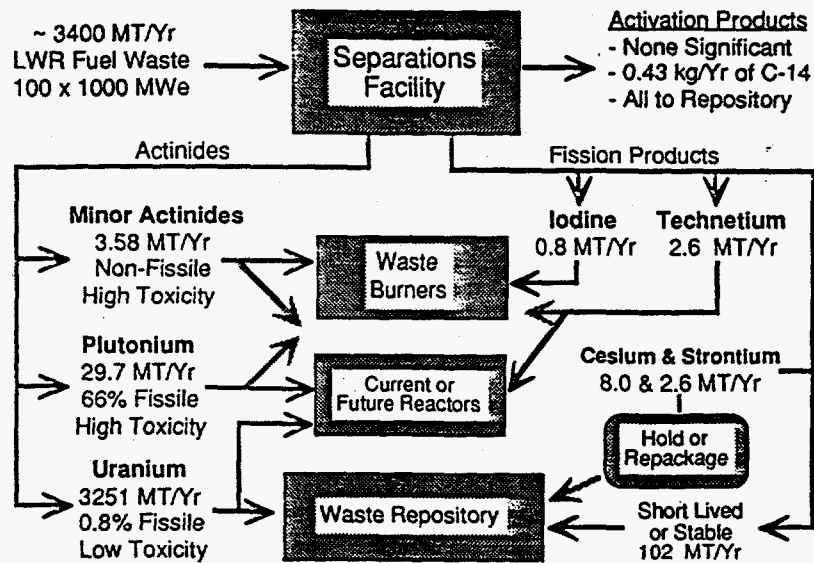 ~ 3400 MT/Yr
LWR Fuel Waste
100 x 1000 MWe
Separations
Facility
Activation Products
- None Significant
- 0.43 kg/Yr of C-14
- All to Repository
Actinides
Fission Products
Minor Actinides
3.58 MT/Yr
Non-Fissile
High Toxicity
Waste
Burners
Iodine
0.8 MT/Yr
Technetium
2.6 MT/Yr
Plutonium
29.7 MT/Yr
66% Fissile
High Toxicity
Current or
Future Reactors
Cesium & Strontium
8.0 & 2.6 MT/Yr
Hold or
Repackage
Uranium
3251 MT/Yr
0.8% Fissile
Low Toxicity
Waste Repository
Short Lived
or Stable
102 MT/Yr